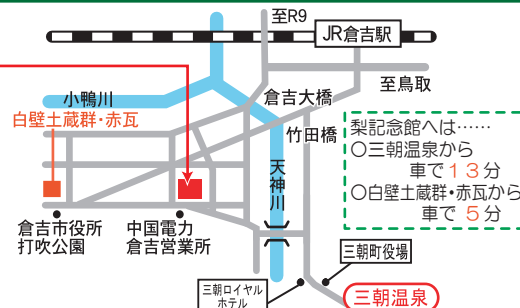 至R9
JR倉吉駅
至鳥取
小鴨川
倉吉大橋
白壁土蔵群・赤瓦
竹田橋
天神川
梨記念館へは……
○三朝温泉から
車で13分
○白壁土蔵群・赤瓦から
車で 5分
倉吉市役所
打吹公園
中国電力
倉吉営業所
三朝町役場
三朝ロイヤル
ホテル
三朝温泉